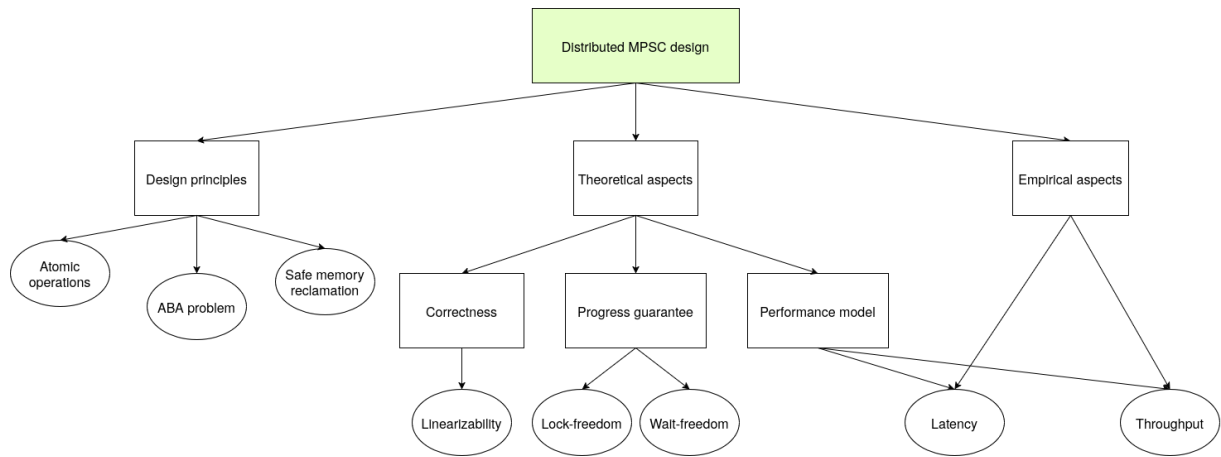 Distributed MPSC design
Design principles
Theoretical aspects
Empirical aspects
Atomic
operations
ABA problem
Safe memory
reclamation
Correctness
Progress guarantee
Performance model
Linearizability
Lock-freedom
Wait-freedom
Latency
Throughput